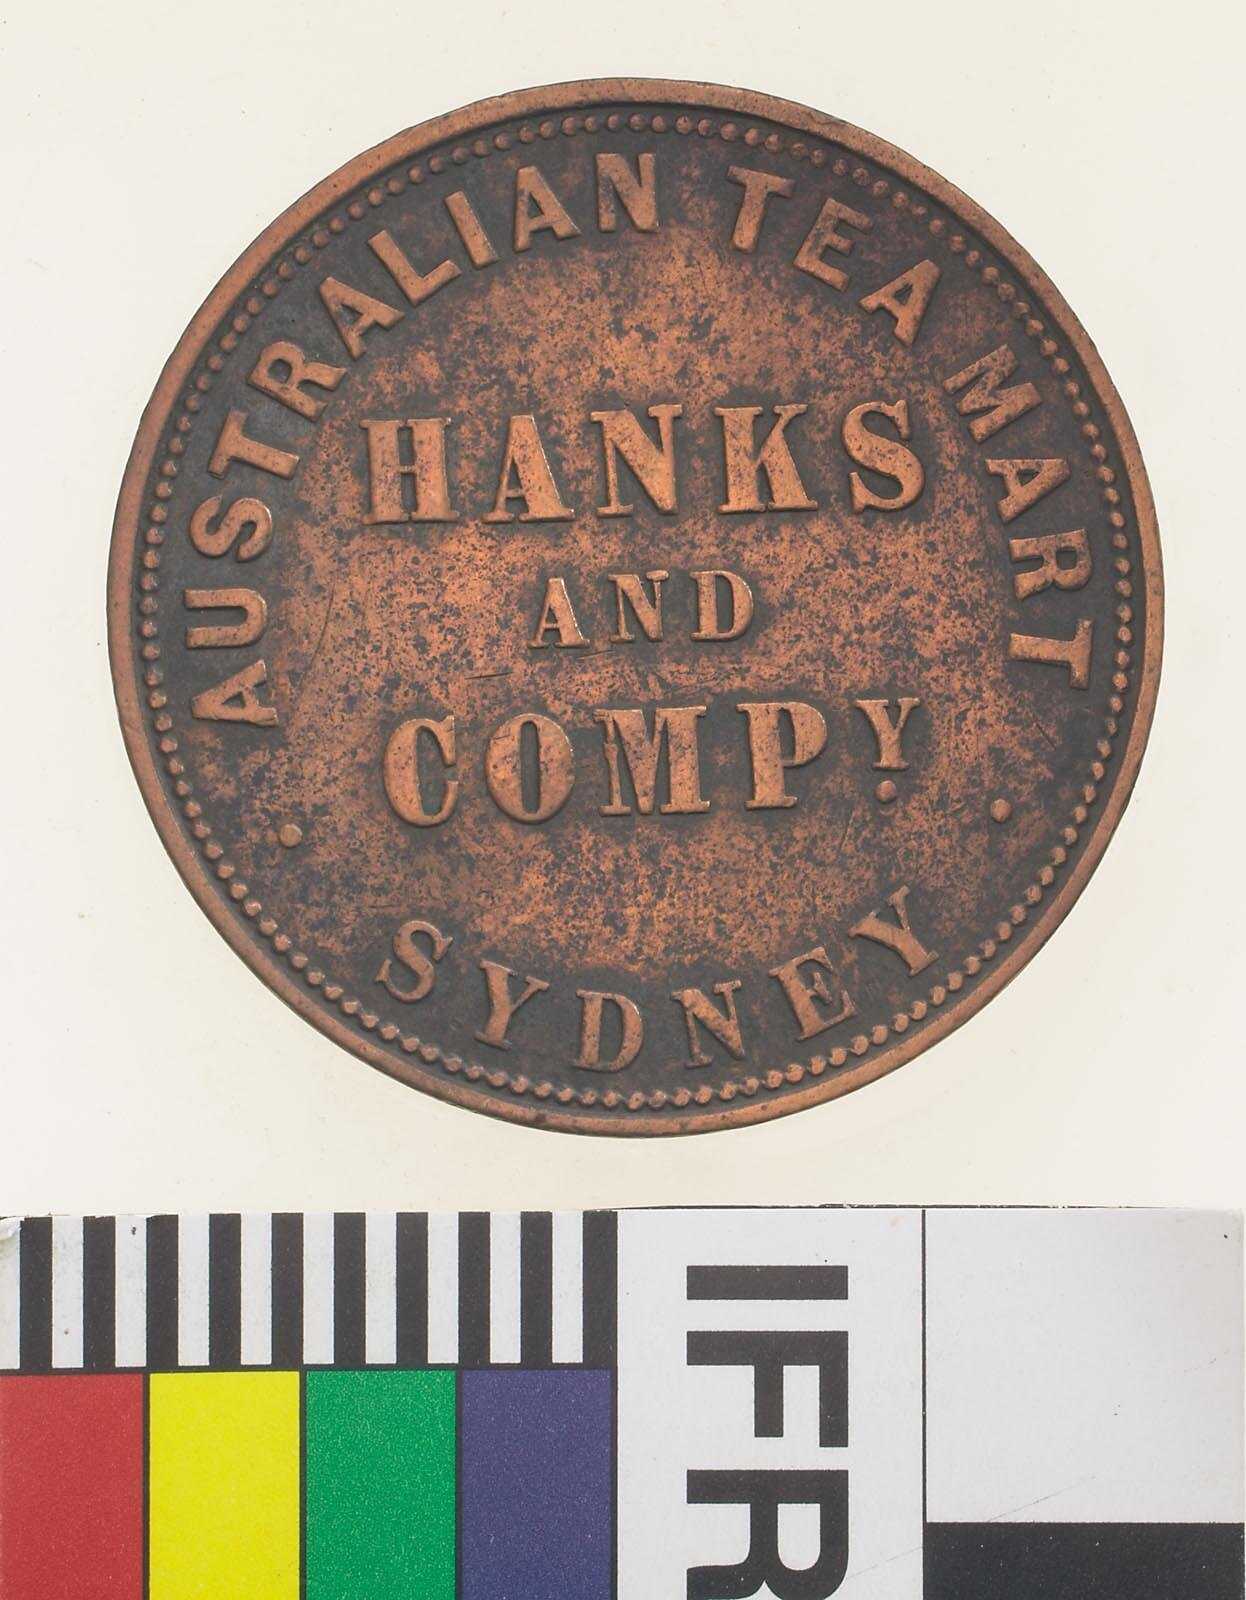 AUSTRALIAN TEA MART
HANKS
AND
COMPY.
SYDNEY
IFR